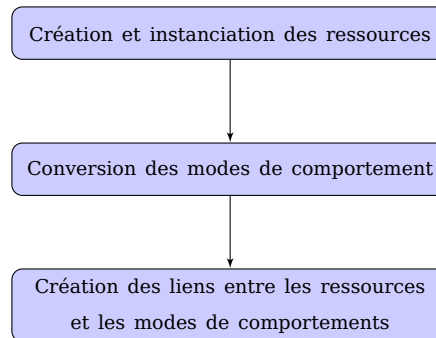 Création et instanciation des ressources
Conversion des modes de comportement
Création des liens entre les ressources
et les modes de comportements